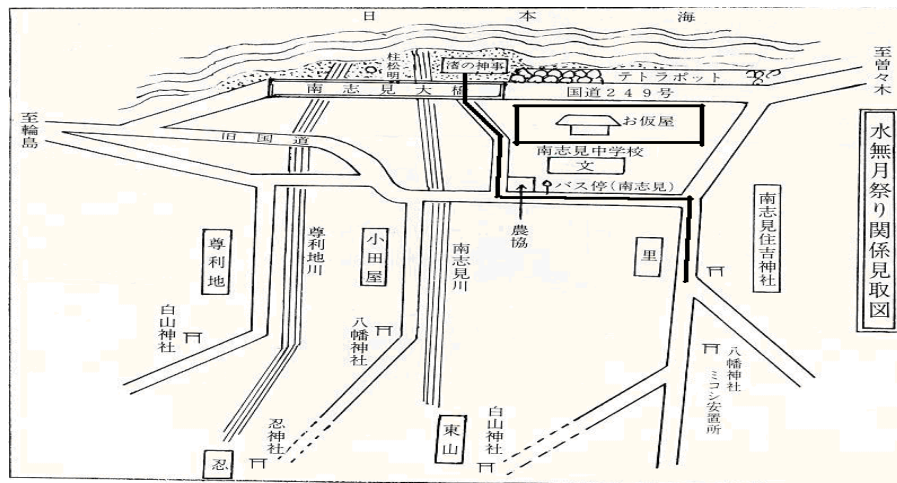 水無月祭り関係見取図
日本海
至曽々木
テトラポット
渚の神事
柱松明
国道249号
南志見大橋
至輪島
旧国道
お仮屋
南志見中学校
文
バス停(南志見)
農協
南志見住吉神社
里
南志見川
小田屋
尊利地川
尊利地
白山神社
八幡神社
八幡神社
ミコシ安置所
白山神社
東山
忍神社
忍